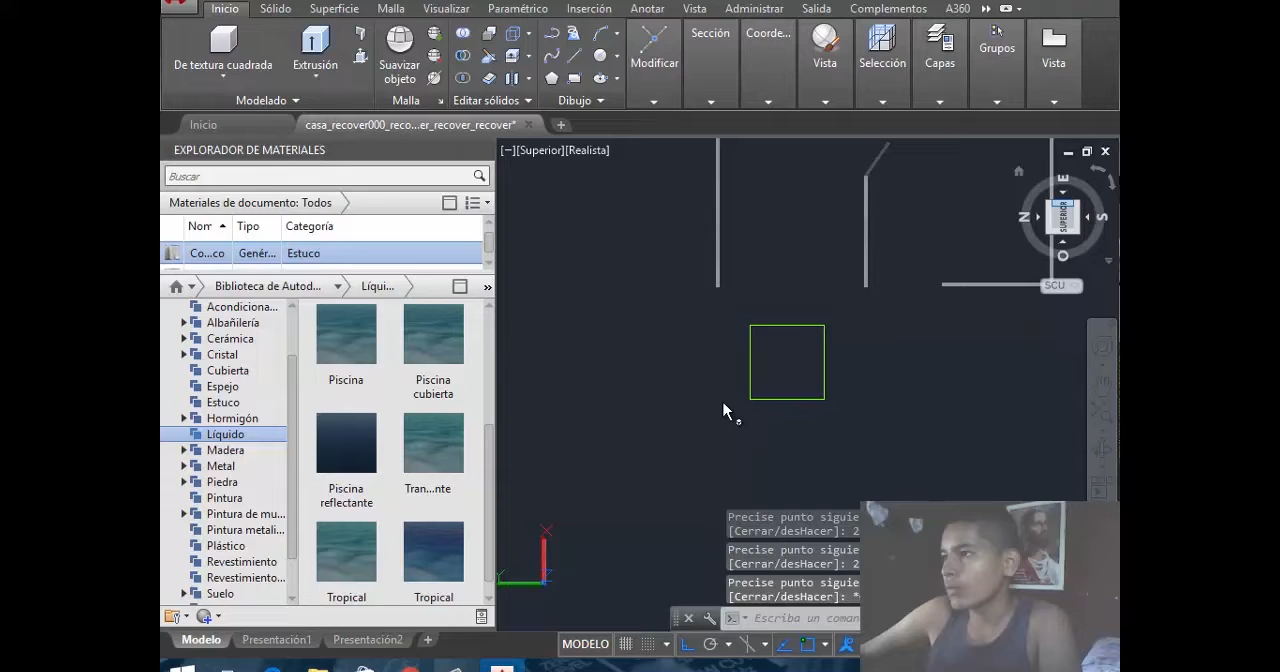 Inicio Sólido Superficie Malla Visualizar Paramétrico Inserción Anotar Vista Administrar Salida Complementos A360
De textura cuadrada Extrusión Suavizar objeto Modificar Sección Coorde... Vista Selección Capas Grupos Vista
Modelado Malla Editar sólidos Dibujo
Inicio casa_recover000_reco...er_recover_recover*
EXPLORADOR DE MATERIALES
[−][Superior][Realista]
Buscar
Materiales de documento: Todos
Nom Tipo Categoría
Co...co Genér... Estuco
Biblioteca de Autod... Líqui... »
Acondiciona...
Albañilería
Cerámica
Cristal
Cubierta
Espejo
Estuco
Hormigón
Líquido
Madera
Metal
Piedra
Pintura
Pintura de mu...
Pintura metali...
Plástico
Revestimiento
Revestimiento...
Suelo
Piscina
Piscina cubierta
Piscina reflectante
Tran...nte
Tropical
Tropical
E
N SUPERIOR S
O
SCU
X
Y Z
Precise punto siguie
[Cerrar/desHacer]: 2
Precise punto siguie
[Cerrar/desHacer]: 2
Precise punto siguie
[Cerrar/desHacer]: *
Escriba un coman
Modelo Presentación1 Presentación2 +
MODELO